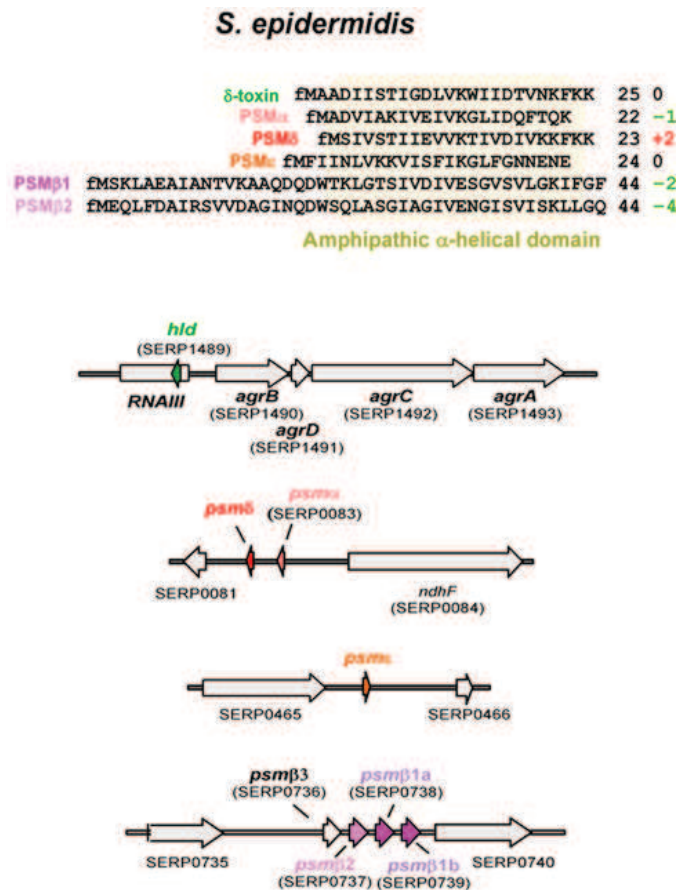 S. epidermidis
δ-toxin fMAADIISTIGDLVKWIIDTVNKFKK 25 0
PSMα fMADVIAKIVEIVKGLIDQFTQK 22 −1
PSMδ fMSIVSTIIEVVKTIVDIVKKFKK 23 +2
PSMε fMFIINLVKKVISFIKGLFGNNENE 24 0
PSMβ1 fMSKLAEAIANTVKAAQDQDWTKLGTSIVDIVESGVSVLGKIFGF 44 −2
PSMβ2 fMEQLFDAIRSVVDAGINQDWSQLASGIAGIVENGISVISKLLGQ 44 −4
Amphipathic α-helical domain
hld
(SERP1489)
RNAIII agrB agrC agrA
(SERP1490) (SERP1492) (SERP1493)
agrD
(SERP1491)
psmδ psmα
(SERP0083)
SERP0081 ndhF
(SERP0084)
psmε
SERP0465 SERP0466
psmβ3 psmβ1a
(SERP0736) (SERP0738)
SERP0735 psmβ2 psmβ1b SERP0740
(SERP0737) (SERP0739)